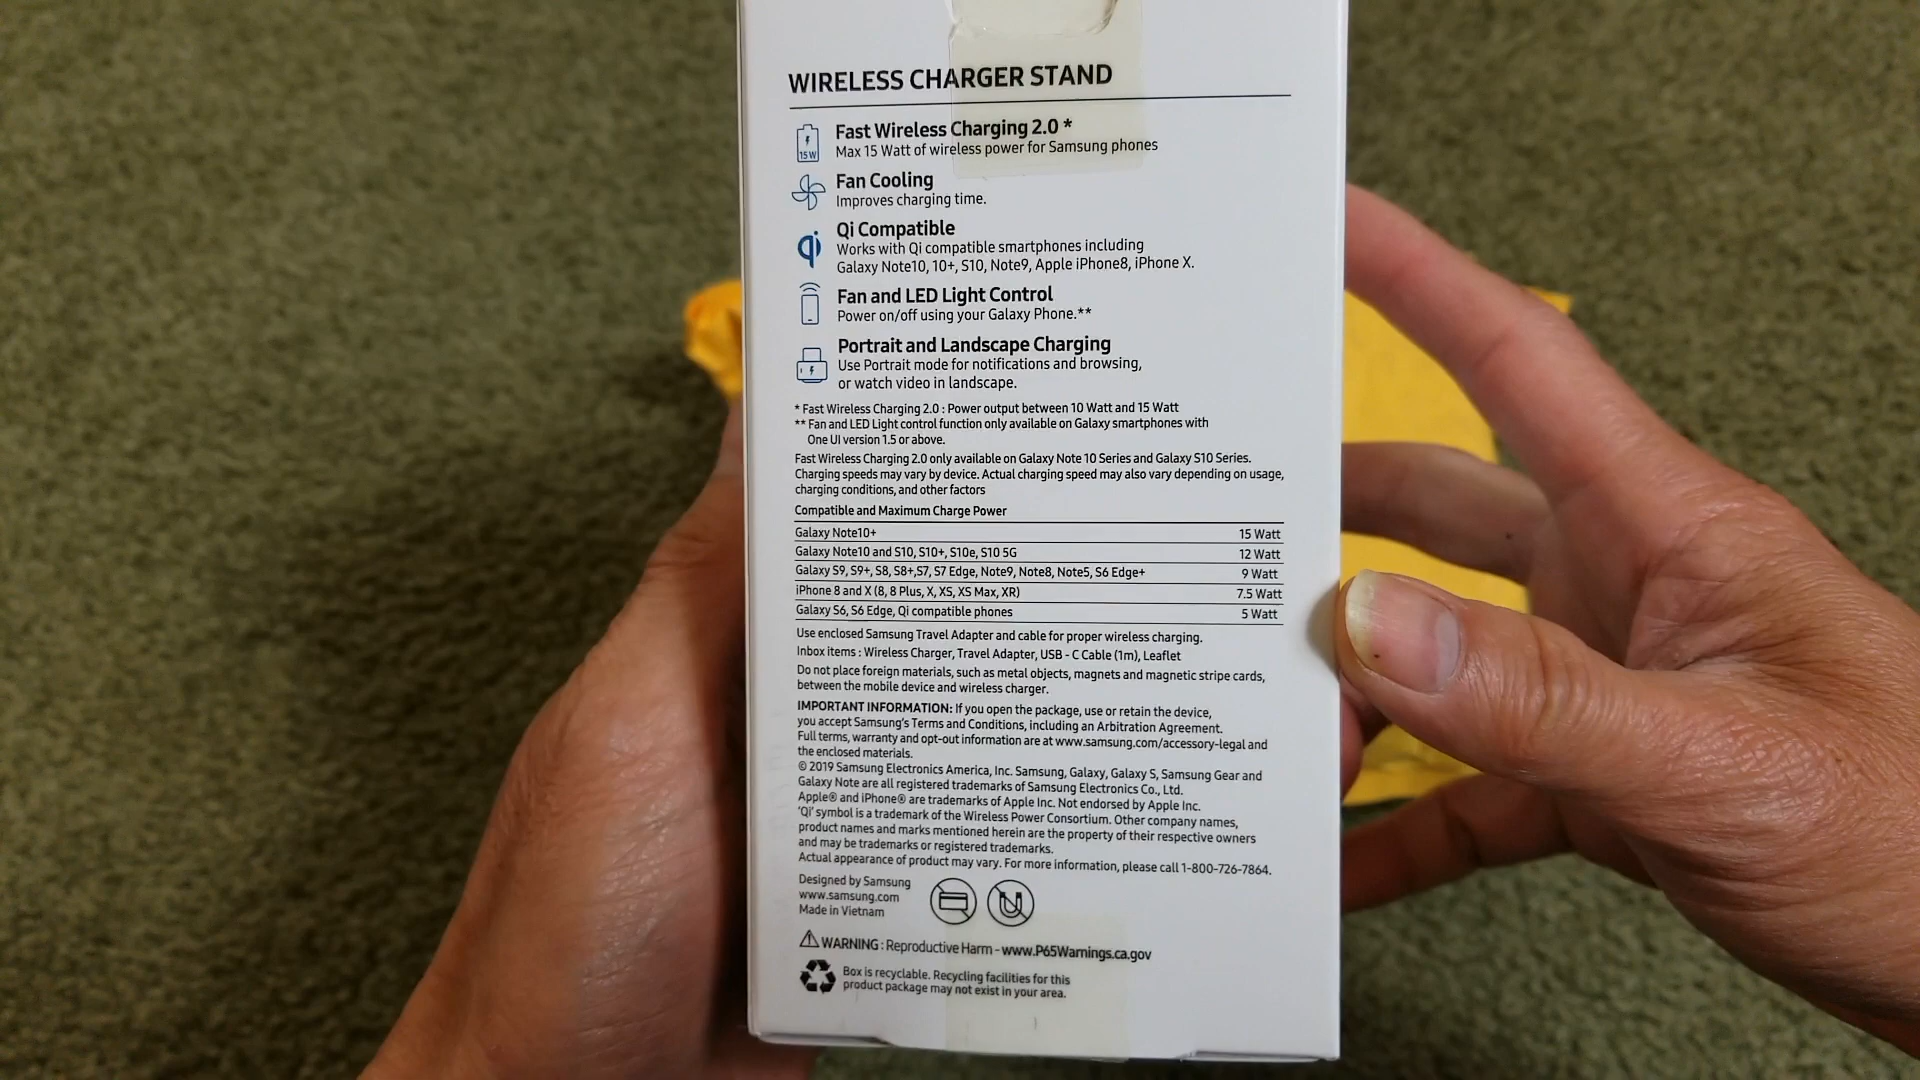 WIRELESS CHARGER STAND
15W
Fast Wireless Charging 2.0 *
Max 15 Watt of wireless power for Samsung phones
Fan Cooling
Improves charging time.
qi
Qi Compatible
Works with Qi compatible smartphones including
Galaxy Note10, 10+, S10, Note9, Apple iPhone8, iPhone X.
Fan and LED Light Control
Power on/off using your Galaxy Phone.**
Portrait and Landscape Charging
Use Portrait mode for notifications and browsing,
or watch video in landscape.
* Fast Wireless Charging 2.0 : Power output between 10 Watt and 15 Watt
** Fan and LED Light control function only available on Galaxy smartphones with
One UI version 1.5 or above.
Fast Wireless Charging 2.0 only available on Galaxy Note 10 Series and Galaxy S10 Series.
Charging speeds may vary by device. Actual charging speed may also vary depending on usage,
charging conditions, and other factors
Compatible and Maximum Charge Power
Galaxy Note10+ 15 Watt
Galaxy Note10 and S10, S10+, S10e, S10 5G 12 Watt
Galaxy S9, S9+, S8, S8+,S7, S7 Edge, Note9, Note8, Note5, S6 Edge+ 9 Watt
iPhone 8 and X (8, 8 Plus, X, XS, XS Max, XR) 7.5 Watt
Galaxy S6, S6 Edge, Qi compatible phones 5 Watt
Use enclosed Samsung Travel Adapter and cable for proper wireless charging.
Inbox items : Wireless Charger, Travel Adapter, USB - C Cable (1m), Leaflet
Do not place foreign materials, such as metal objects, magnets and magnetic stripe cards,
between the mobile device and wireless charger.
IMPORTANT INFORMATION: If you open the package, use or retain the device,
you accept Samsung's Terms and Conditions, including an Arbitration Agreement.
Full terms, warranty and opt-out information are at www.samsung.com/accessory-legal and
the enclosed materials.
© 2019 Samsung Electronics America, Inc. Samsung, Galaxy, Galaxy S, Samsung Gear and
Galaxy Note are all registered trademarks of Samsung Electronics Co., Ltd.
Apple® and iPhone® are trademarks of Apple Inc. Not endorsed by Apple Inc.
'Qi' symbol is a trademark of the Wireless Power Consortium. Other company names,
product names and marks mentioned herein are the property of their respective owners
and may be trademarks or registered trademarks.
Actual appearance of product may vary. For more information, please call 1-800-726-7864.
Designed by Samsung
www.samsung.com
Made in Vietnam
WARNING : Reproductive Harm - www.P65Warnings.ca.gov
Box is recyclable. Recycling facilities for this
product package may not exist in your area.